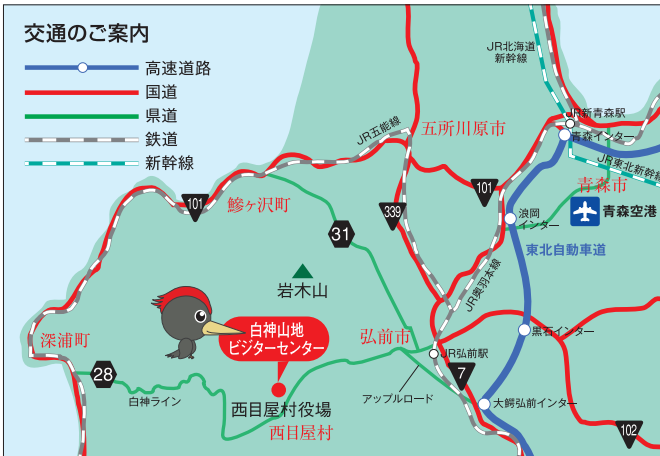 交通のご案内
高速道路
国道
県道
鉄道
新幹線
JR北海道
新幹線
JR新青森駅
青森インター
JR東北新幹線
青森市
青森空港
JR五能線
五所川原市
101
339
浪岡
インター
東北自動車道
101
鰺ヶ沢町
31
岩木山
JR奥羽本線
深浦町
白神山地
ビジターセンター
弘前市
JR弘前駅
黒石インター
28
白神ライン
西目屋村役場
西目屋村
アップルロード
7
大鰐弘前インター
102